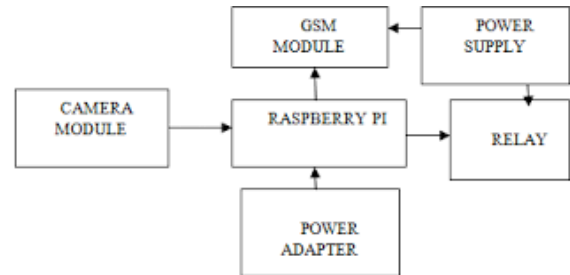 GSM
MODULE
POWER
SUPPLY
CAMERA
MODULE
RASPBERRY PI
RELAY
POWER
ADAPTER